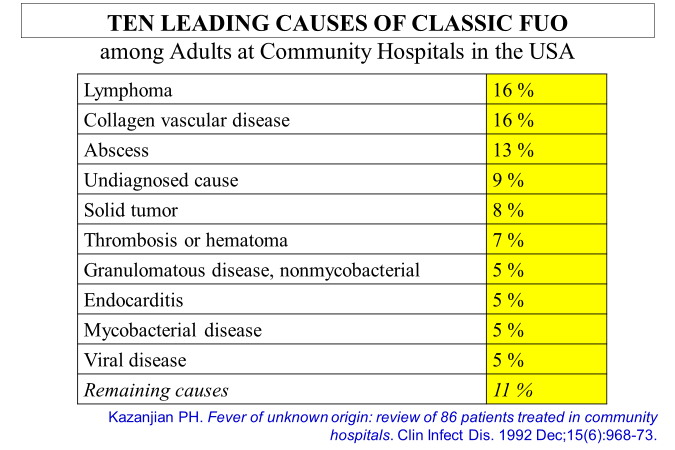 TEN LEADING CAUSES OF CLASSIC FUO
among Adults at Community Hospitals in the USA
Lymphoma 16 %
Collagen vascular disease 16 %
Abscess 13 %
Undiagnosed cause 9 %
Solid tumor 8 %
Thrombosis or hematoma 7 %
Granulomatous disease, nonmycobacterial 5 %
Endocarditis 5 %
Mycobacterial disease 5 %
Viral disease 5 %
Remaining causes 11 %
Kazanjian PH. Fever of unknown origin: review of 86 patients treated in community
hospitals. Clin Infect Dis. 1992 Dec;15(6):968-73.